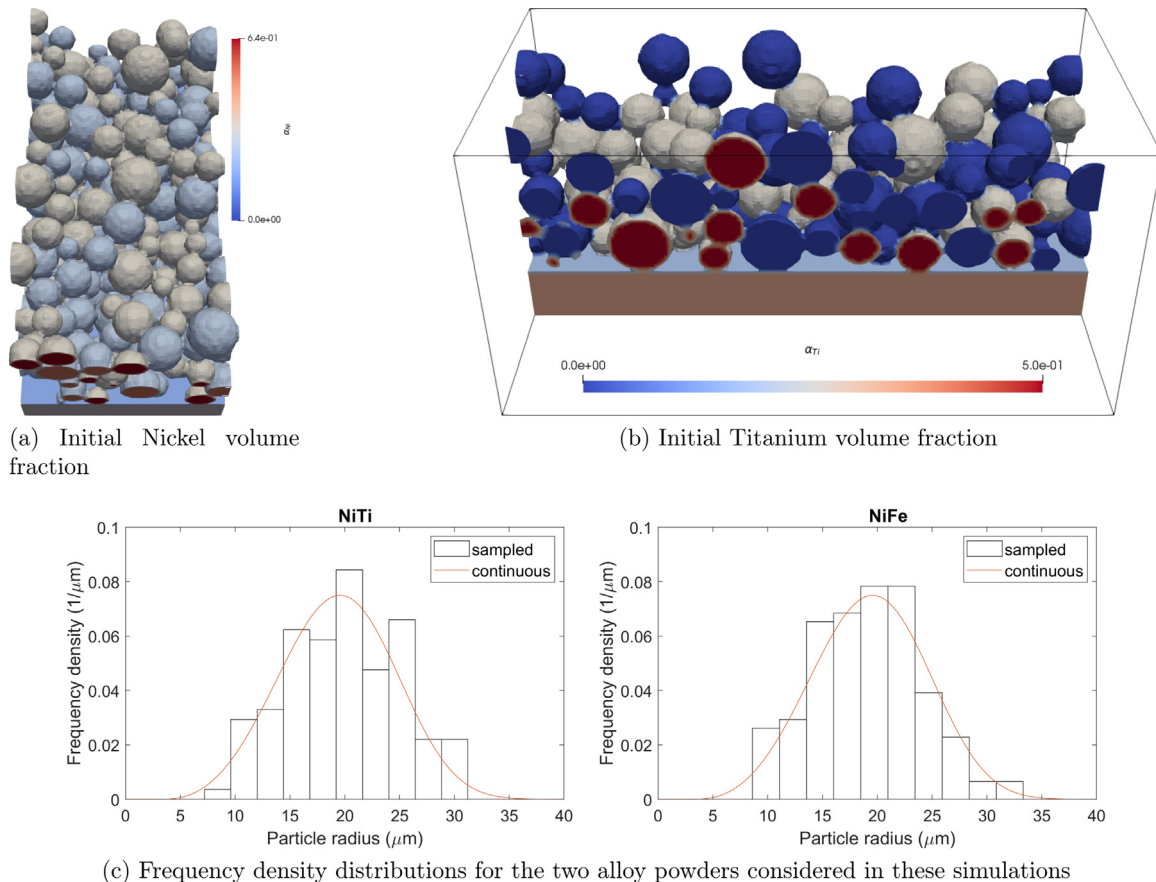 6.4e-01
αNi
0.0e+00
(a) Initial Nickel volume
fraction
αTi
0.0e+00
5.0e-01
(b) Initial Titanium volume fraction
NiTi
sampled
continuous
Frequency density (1/μm)
0.1
0.08
0.06
0.04
0.02
0
0 5 10 15 20 25 30 35 40
Particle radius (μm)
NiFe
sampled
continuous
Frequency density (1/μm)
0.1
0.08
0.06
0.04
0.02
0
0 5 10 15 20 25 30 35 40
Particle radius (μm)
(c) Frequency density distributions for the two alloy powders considered in these simulations